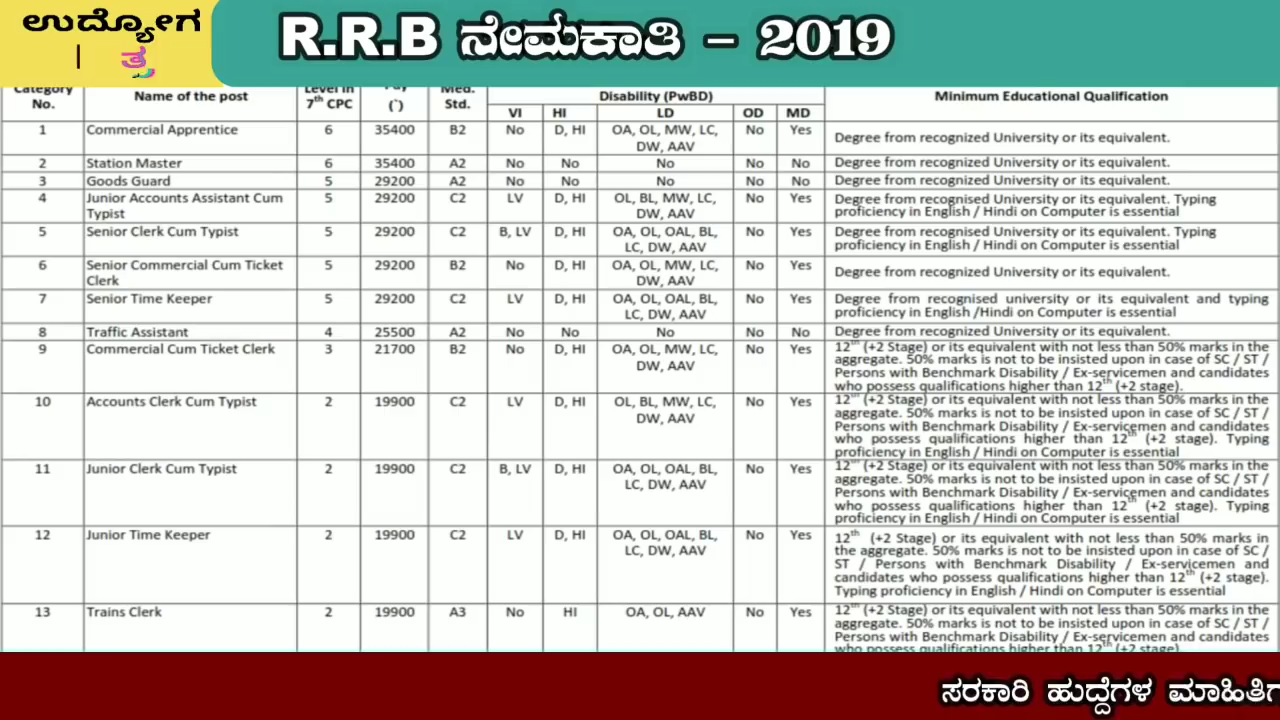 ಉದ್ಯೋಗ
R.R.B ನೇಮಕಾತಿ – 2019
Category No. Name of the post Level in 7th CPC (`) Med. Std. Disability (PwBD) Minimum Educational Qualification
VI HI LD OD MD
1 Commercial Apprentice 6 35400 B2 No D, HI OA, OL, MW, LC, DW, AAV No Yes Degree from recognized University or its equivalent.
2 Station Master 6 35400 A2 No No No No No Degree from recognized University or its equivalent.
3 Goods Guard 5 29200 A2 No No No No No Degree from recognized University or its equivalent.
4 Junior Accounts Assistant Cum Typist 5 29200 C2 LV D, HI OL, BL, MW, LC, DW, AAV No Yes Degree from recognized University or its equivalent. Typing proficiency in English / Hindi on Computer is essential
5 Senior Clerk Cum Typist 5 29200 C2 B, LV D, HI OA, OL, OAL, BL, LC, DW, AAV No Yes Degree from recognized University or its equivalent. Typing proficiency in English / Hindi on Computer is essential
6 Senior Commercial Cum Ticket Clerk 5 29200 B2 No D, HI OA, OL, MW, LC, DW, AAV No Yes Degree from recognized University or its equivalent.
7 Senior Time Keeper 5 29200 C2 LV D, HI OA, OL, OAL, BL, LC, DW, AAV No Yes Degree from recognised university or its equivalent and typing proficiency in English /Hindi on Computer is essential
8 Traffic Assistant 4 25500 A2 No No No No No Degree from recognized University or its equivalent.
9 Commercial Cum Ticket Clerk 3 21700 B2 No D, HI OA, OL, MW, LC, DW, AAV No Yes 12th (+2 Stage) or its equivalent with not less than 50% marks in the aggregate. 50% marks is not to be insisted upon in case of SC / ST / Persons with Benchmark Disability / Ex-servicemen and candidates who possess qualifications higher than 12th (+2 stage).
10 Accounts Clerk Cum Typist 2 19900 C2 LV D, HI OL, BL, MW, LC, DW, AAV No Yes 12th (+2 Stage) or its equivalent with not less than 50% marks in the aggregate. 50% marks is not to be insisted upon in case of SC / ST / Persons with Benchmark Disability / Ex-servicemen and candidates who possess qualifications higher than 12th (+2 stage). Typing proficiency in English / Hindi on Computer is essential
11 Junior Clerk Cum Typist 2 19900 C2 B, LV D, HI OA, OL, OAL, BL, LC, DW, AAV No Yes 12th (+2 Stage) or its equivalent with not less than 50% marks in the aggregate. 50% marks is not to be insisted upon in case of SC / ST / Persons with Benchmark Disability / Ex-servicemen and candidates who possess qualifications higher than 12th (+2 stage). Typing proficiency in English / Hindi on Computer is essential
12 Junior Time Keeper 2 19900 C2 LV D, HI OA, OL, OAL, BL, LC, DW, AAV No Yes 12th (+2 Stage) or its equivalent with not less than 50% marks in the aggregate. 50% marks is not to be insisted upon in case of SC / ST / Persons with Benchmark Disability / Ex-servicemen and candidates who possess qualifications higher than 12th (+2 stage). Typing proficiency in English / Hindi on Computer is essential
13 Trains Clerk 2 19900 A3 No HI OA, OL, AAV No Yes 12th (+2 Stage) or its equivalent with not less than 50% marks in the aggregate. 50% marks is not to be insisted upon in case of SC / ST / Persons with Benchmark Disability / Ex-servicemen and candidates who possess qualifications higher than 12th (+2 stage).
ಸರಕಾರಿ ಹುದ್ದೆಗಳ ಮಾಹಿತಿಗ